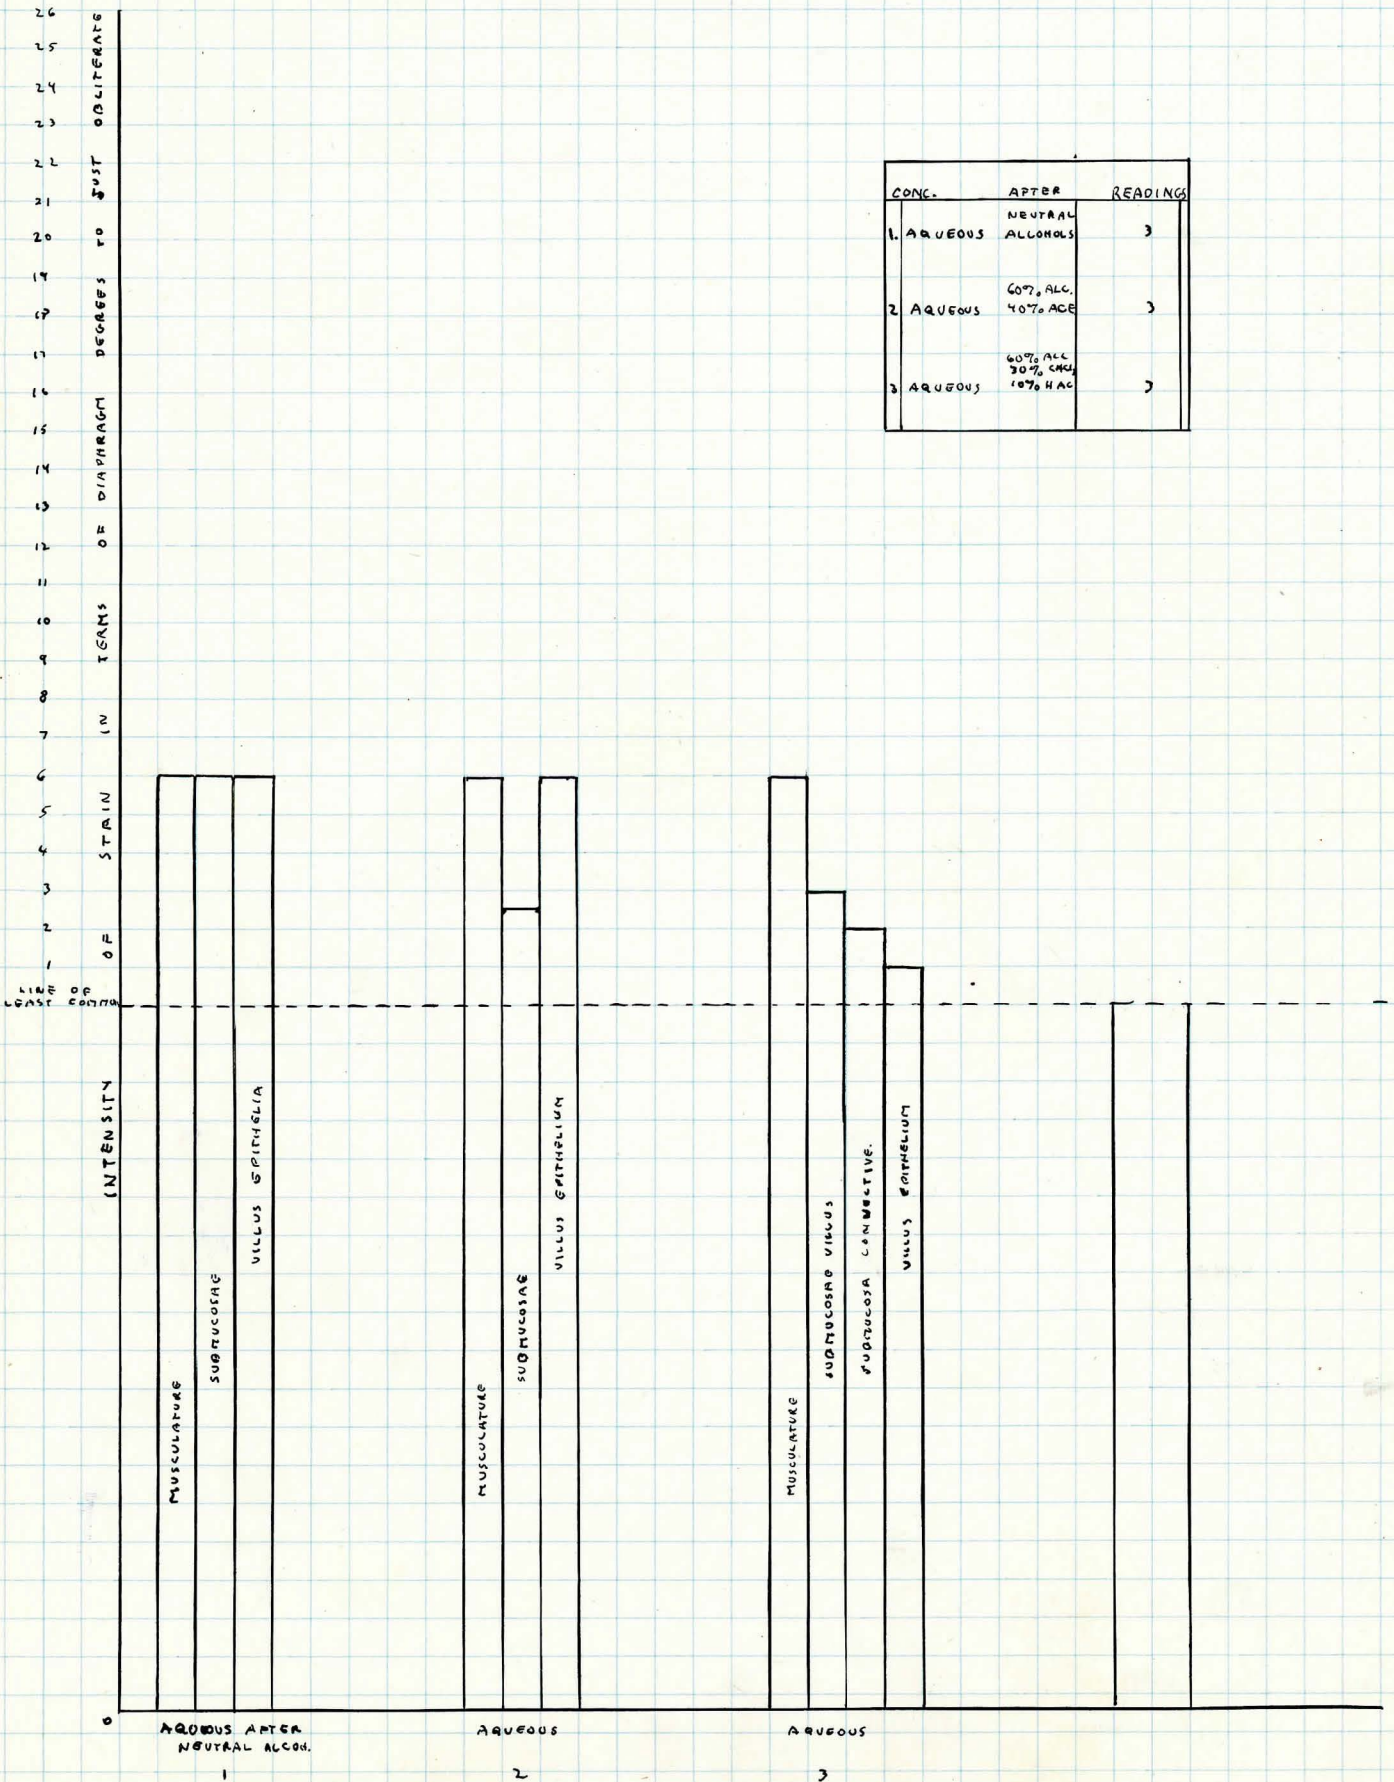 26
25
24
23
22
21
20
19
18
17
16
15
14
13
12
11
10
9
8
7
6
5
4
3
2
1
LINE OF
LEAST COMMON
0
INTENSITY OF STAIN IN TERMS OF DIAPHRAGM DEGREES TO JUST OBLITERATE
CONC. AFTER READINGS
NEUTRAL
1. AQUEOUS ALCOHOLS 3
60% ALC.
2 AQUEOUS 40% ACE 3
60% ALC
30% CHCL3
3 AQUEOUS 10% HAC 3
MUSCULATURE
SUBMUCOSAE
VILLUS EPITHELIA
MUSCULATURE
SUBMUCOSAE
VILLUS EPITHELIUM
MUSCULATURE
SUBMUCOSAE VILLUS
SUBMUCOSA CONNECTIVE.
VILLUS EPITHELIUM
AQUEOUS AFTER
NEUTRAL ALCOH.
1
AQUEOUS
2
AQUEOUS
3